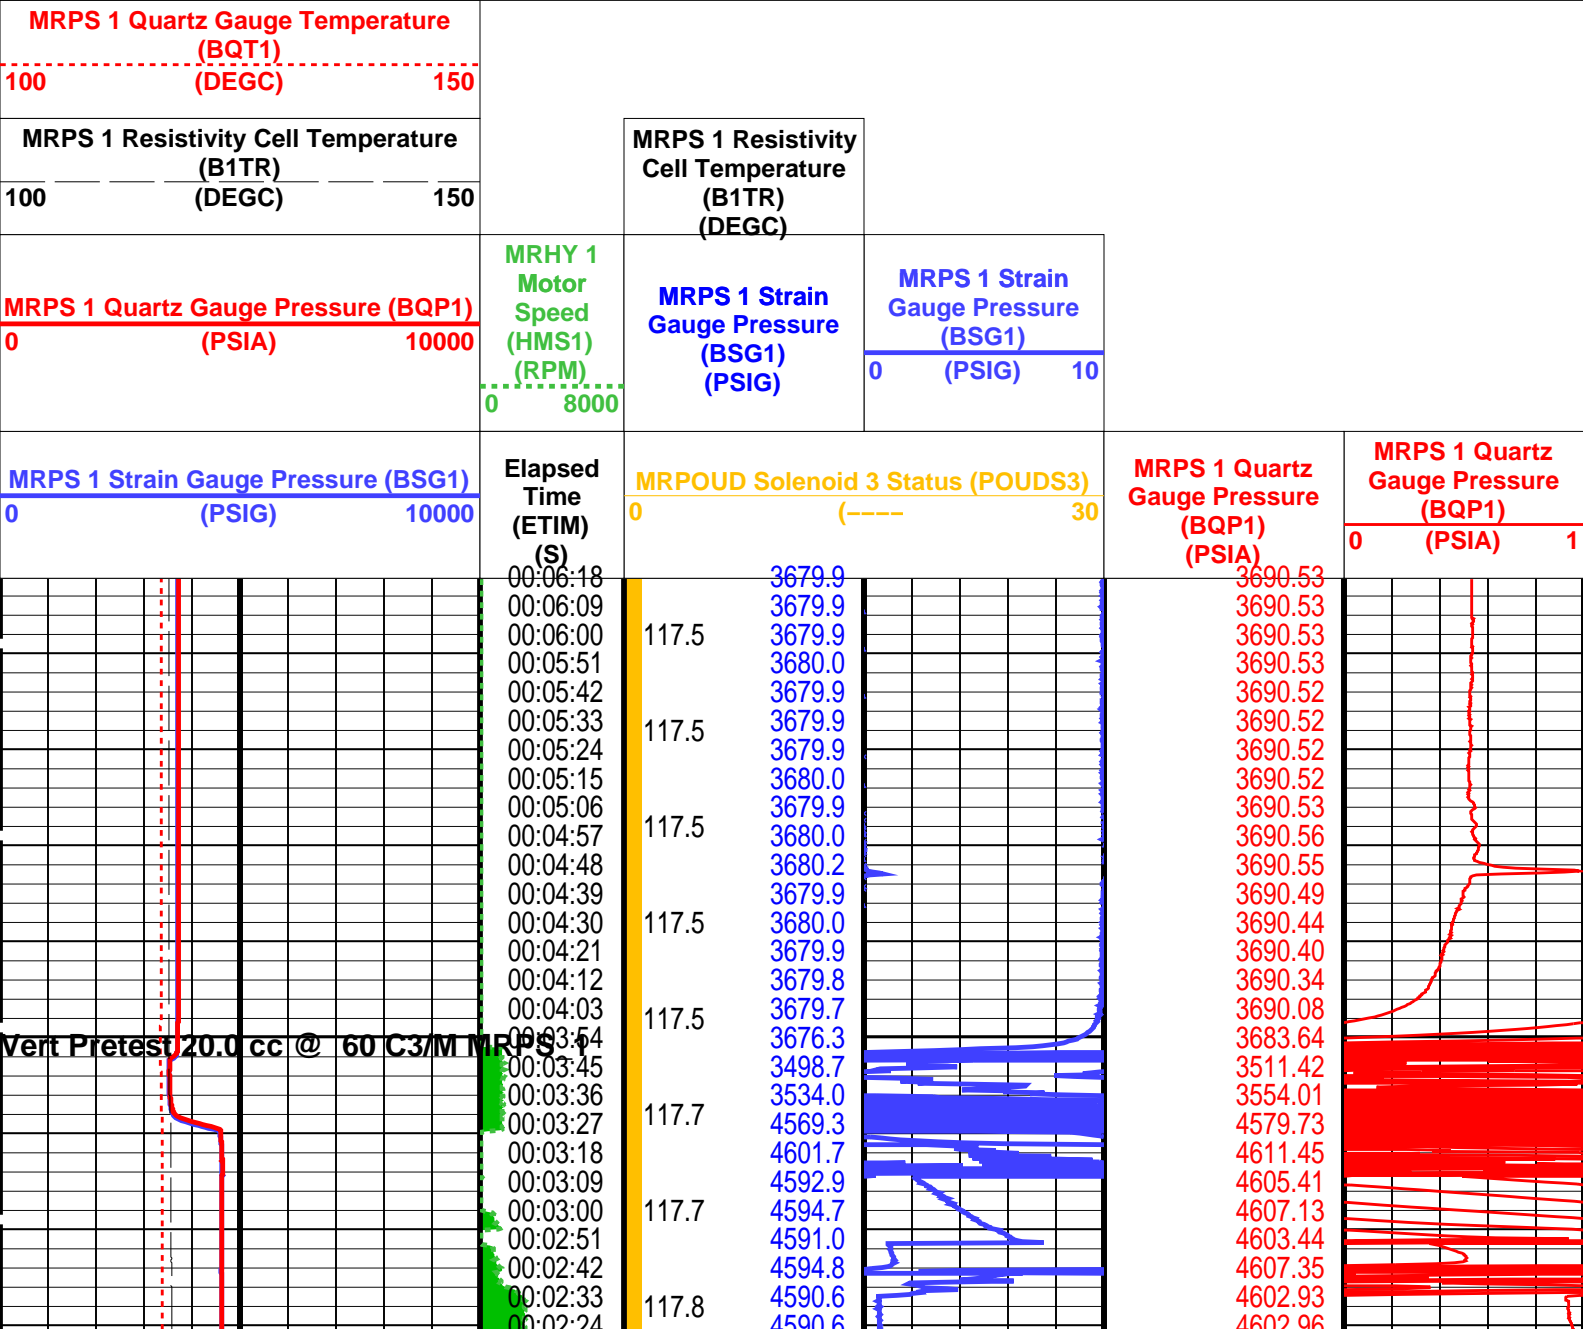 MRPS 1 Quartz Gauge Temperature
(BQT1)
100 (DEGC) 150
MRPS 1 Resistivity Cell Temperature
(B1TR)
100 (DEGC) 150
MRPS 1 Resistivity
Cell Temperature
(B1TR)
(DEGC)
MRPS 1 Quartz Gauge Pressure (BQP1)
0 (PSIA) 10000
MRHY 1
Motor
Speed
(HMS1)
(RPM)
0 8000
MRPS 1 Strain
Gauge Pressure
(BSG1)
(PSIG)
MRPS 1 Strain
Gauge Pressure
(BSG1)
0 (PSIG) 10
MRPS 1 Strain Gauge Pressure (BSG1)
0 (PSIG) 10000
Elapsed
Time
(ETIM)
(S)
MRPOUD Solenoid 3 Status (POUDS3)
0 (---- 30
MRPS 1 Quartz
Gauge Pressure
(BQP1)
(PSIA)
MRPS 1 Quartz
Gauge Pressure
(BQP1)
0 (PSIA) 1
00:06:18 3679.9 3690.53
00:06:09 3679.9 3690.53
00:06:00 117.5 3679.9 3690.53
00:05:51 3680.0 3690.53
00:05:42 3679.9 3690.52
00:05:33 117.5 3679.9 3690.52
00:05:24 3679.9 3690.52
00:05:15 3680.0 3690.52
00:05:06 3679.9 3690.53
00:04:57 117.5 3680.0 3690.56
00:04:48 3680.2 3690.55
00:04:39 3679.9 3690.49
00:04:30 117.5 3680.0 3690.44
00:04:21 3679.9 3690.40
00:04:12 3679.8 3690.34
00:04:03 117.5 3679.7 3690.08
00:03:54 3676.3 3683.64
Vert Pretest 20.0 cc @ 60 C3/M MRPS 1
00:03:45 3498.7 3511.42
00:03:36 3534.0 3554.01
00:03:27 117.7 4569.3 4579.73
00:03:18 4601.7 4611.45
00:03:09 4592.9 4605.41
00:03:00 117.7 4594.7 4607.13
00:02:51 4591.0 4603.44
00:02:42 4594.8 4607.35
00:02:33 117.8 4590.6 4602.93
00:02:24 4590.6 4602.96